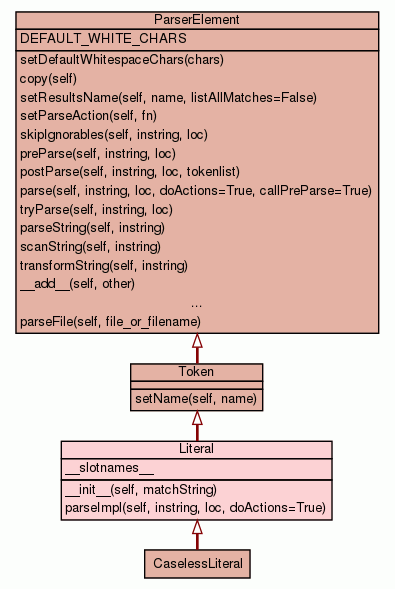 ParserElement
DEFAULT_WHITE_CHARS
setDefaultWhitespaceChars(chars)
copy(self)
setResultsName(self, name, listAllMatches=False)
setParseAction(self, fn)
skipIgnorables(self, instring, loc)
preParse(self, instring, loc)
postParse(self, instring, loc, tokenlist)
parse(self, instring, loc, doActions=True, callPreParse=True)
tryParse(self, instring, loc)
parseString(self, instring)
scanString(self, instring)
transformString(self, instring)
__add__(self, other)
...
parseFile(self, file_or_filename)
Token
setName(self, name)
Literal
__slotnames__
__init__(self, matchString)
parseImpl(self, instring, loc, doActions=True)
CaselessLiteral